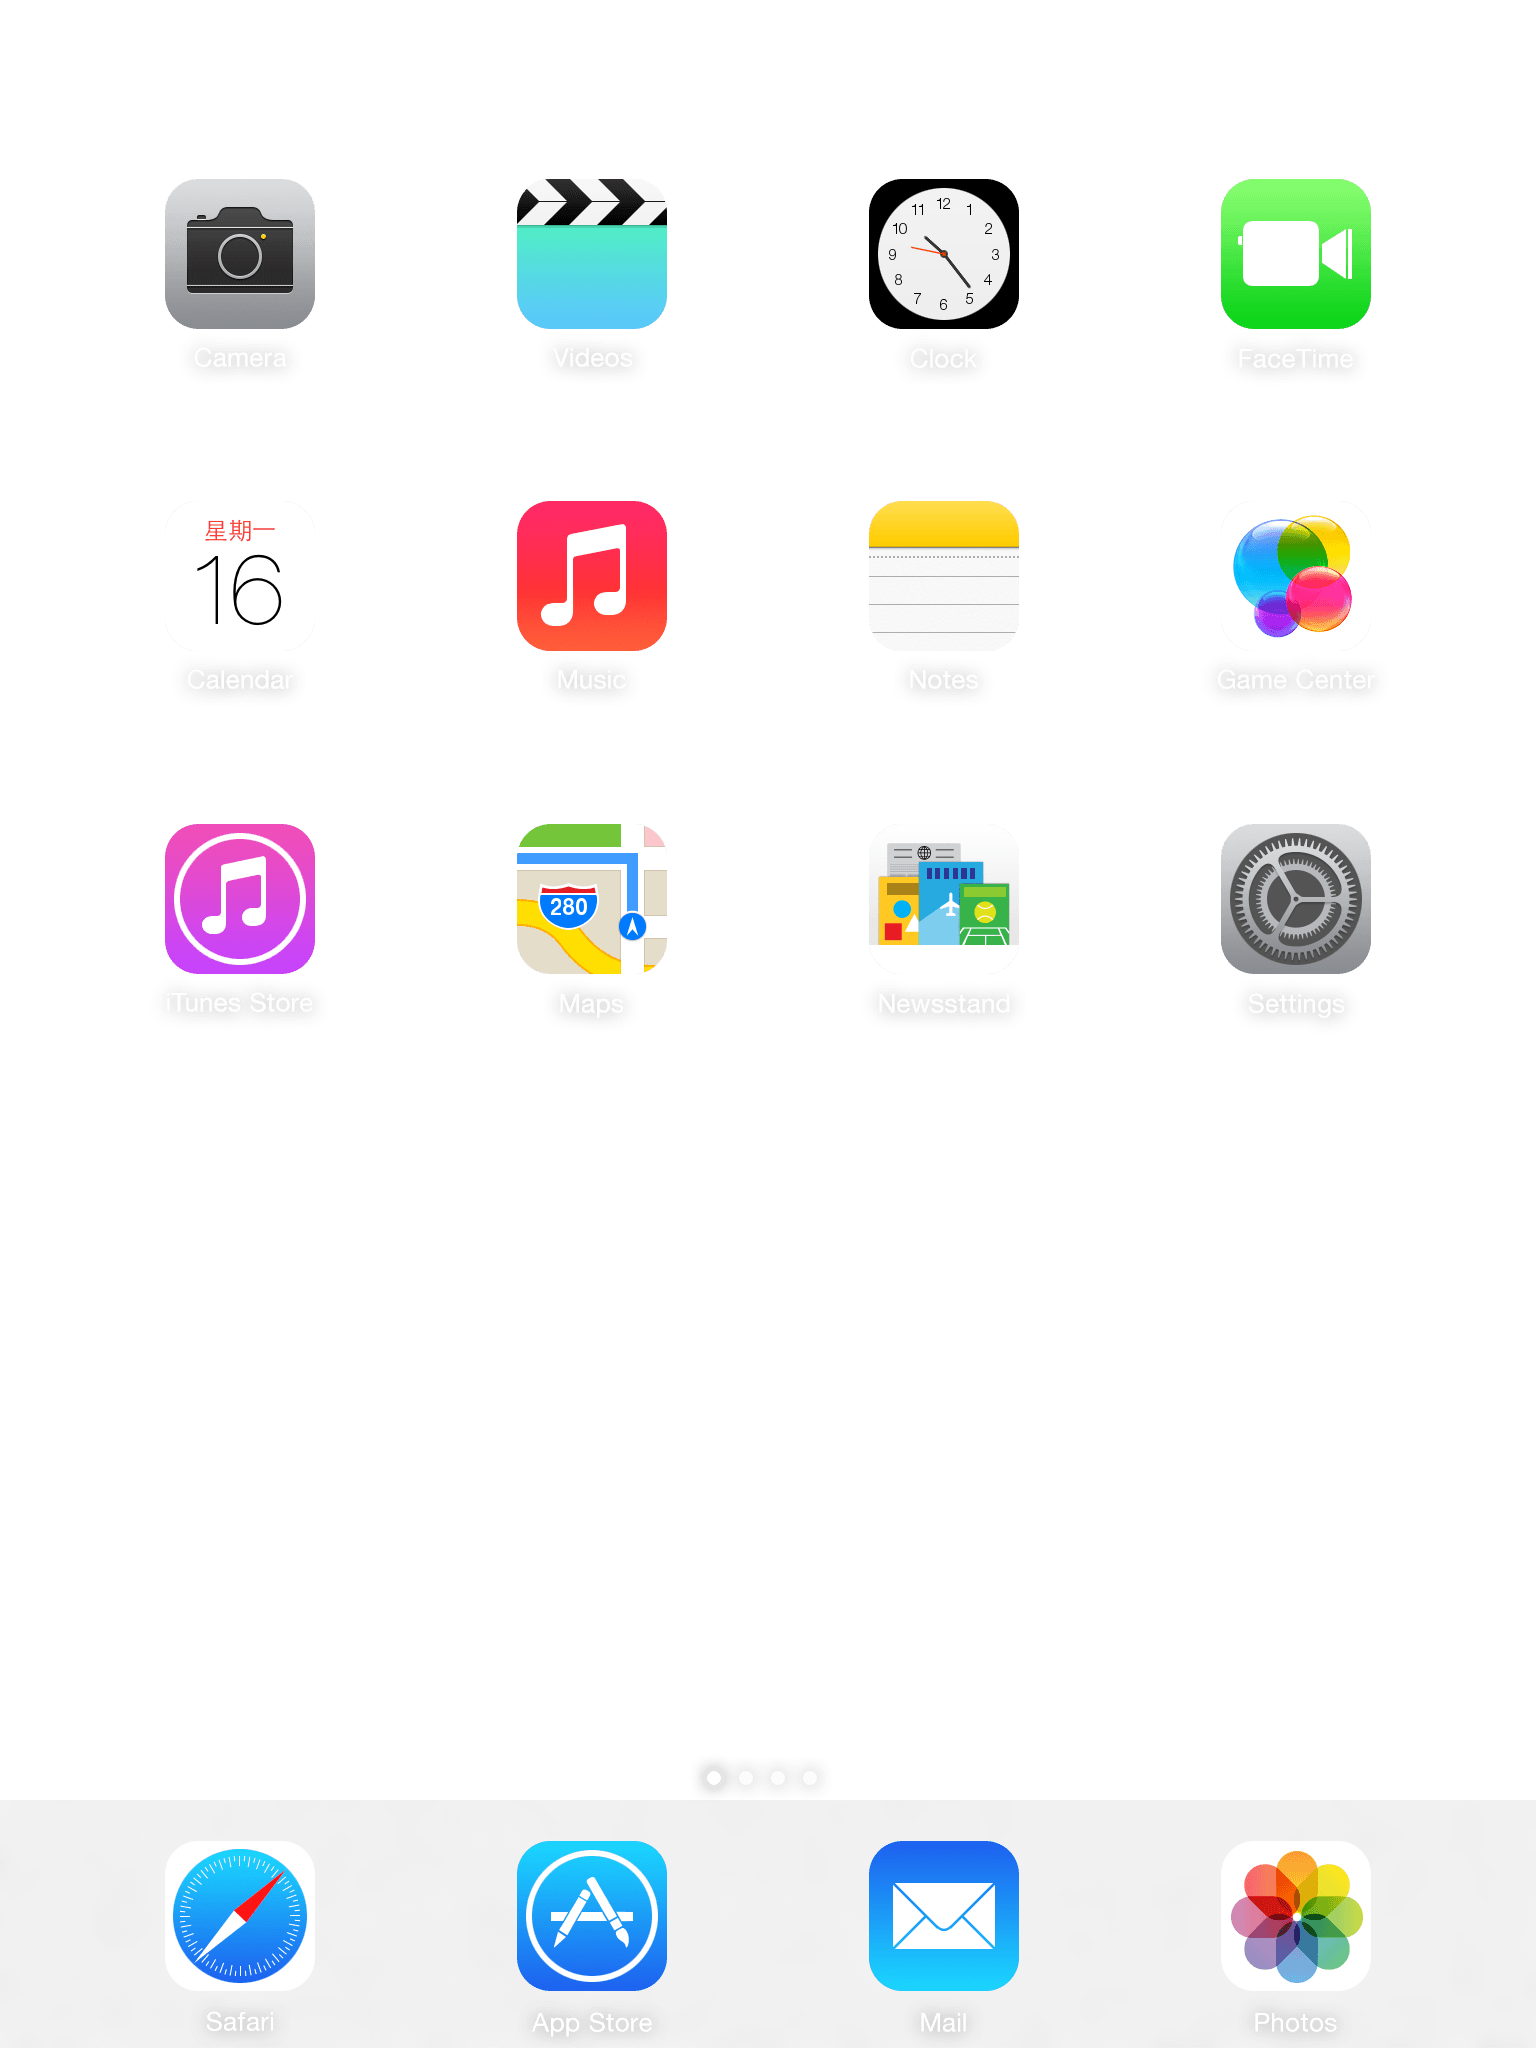 12
11 1
10 2
9 3
8 4
7 5
6
Camera Videos Clock FaceTime
星期一
16
Calendar Music Notes Game Center
280
iTunes Store Maps Newsstand Settings
Safari App Store Mail Photos